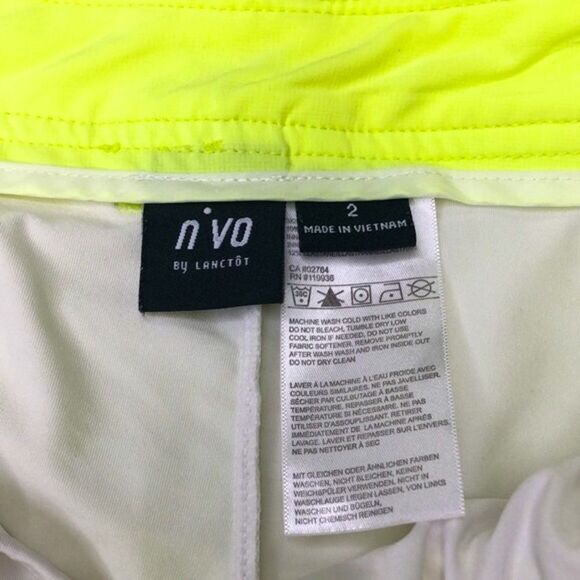 nivo
BY LANCTÔT
2
MADE IN VIETNAM
CA #02764
RN #119936
30C
MACHINE WASH COLD WITH LIKE COLORS
DO NOT BLEACH, TUMBLE DRY LOW
COOL IRON IF NEEDED, DO NOT USE
FABRIC SOFTENER, REMOVE PROMPTLY
AFTER WASH WASH AND IRON INSIDE OUT
DO NOT DRY CLEAN
LAVER À LA MACHINE À L'EAU FROIDE AVEC
COULEURS SIMILAIRES. NE PAS JAVELLISER.
SÉCHER PAR CULBUTAGE À BASSE
TEMPÉRATURE, REPASSER À BASSE
TEMPÉRATURE SI NÉCESSAIRE. NE PAS
UTILISER D'ASSOUPLISSANT. RETIRER
IMMÉDIATEMENT DE LA MACHINE APRÈS
LAVAGE, LAVER ET REPASSER À L'ENVERS.
NE PAS NETTOYER À SEC
MIT GLEICHEN ODER ÄHNLICHEN FARBEN
WASCHEN, NICHT BLEICHEN, KEINEN
WEICHSPÜLER VERWENDEN, NICHT IM
WASCHLAUGE LIEGEN LASSEN, VON LINKS
WASCHEN UND BÜGELN,
NICHT CHEMISCH REINIGEN